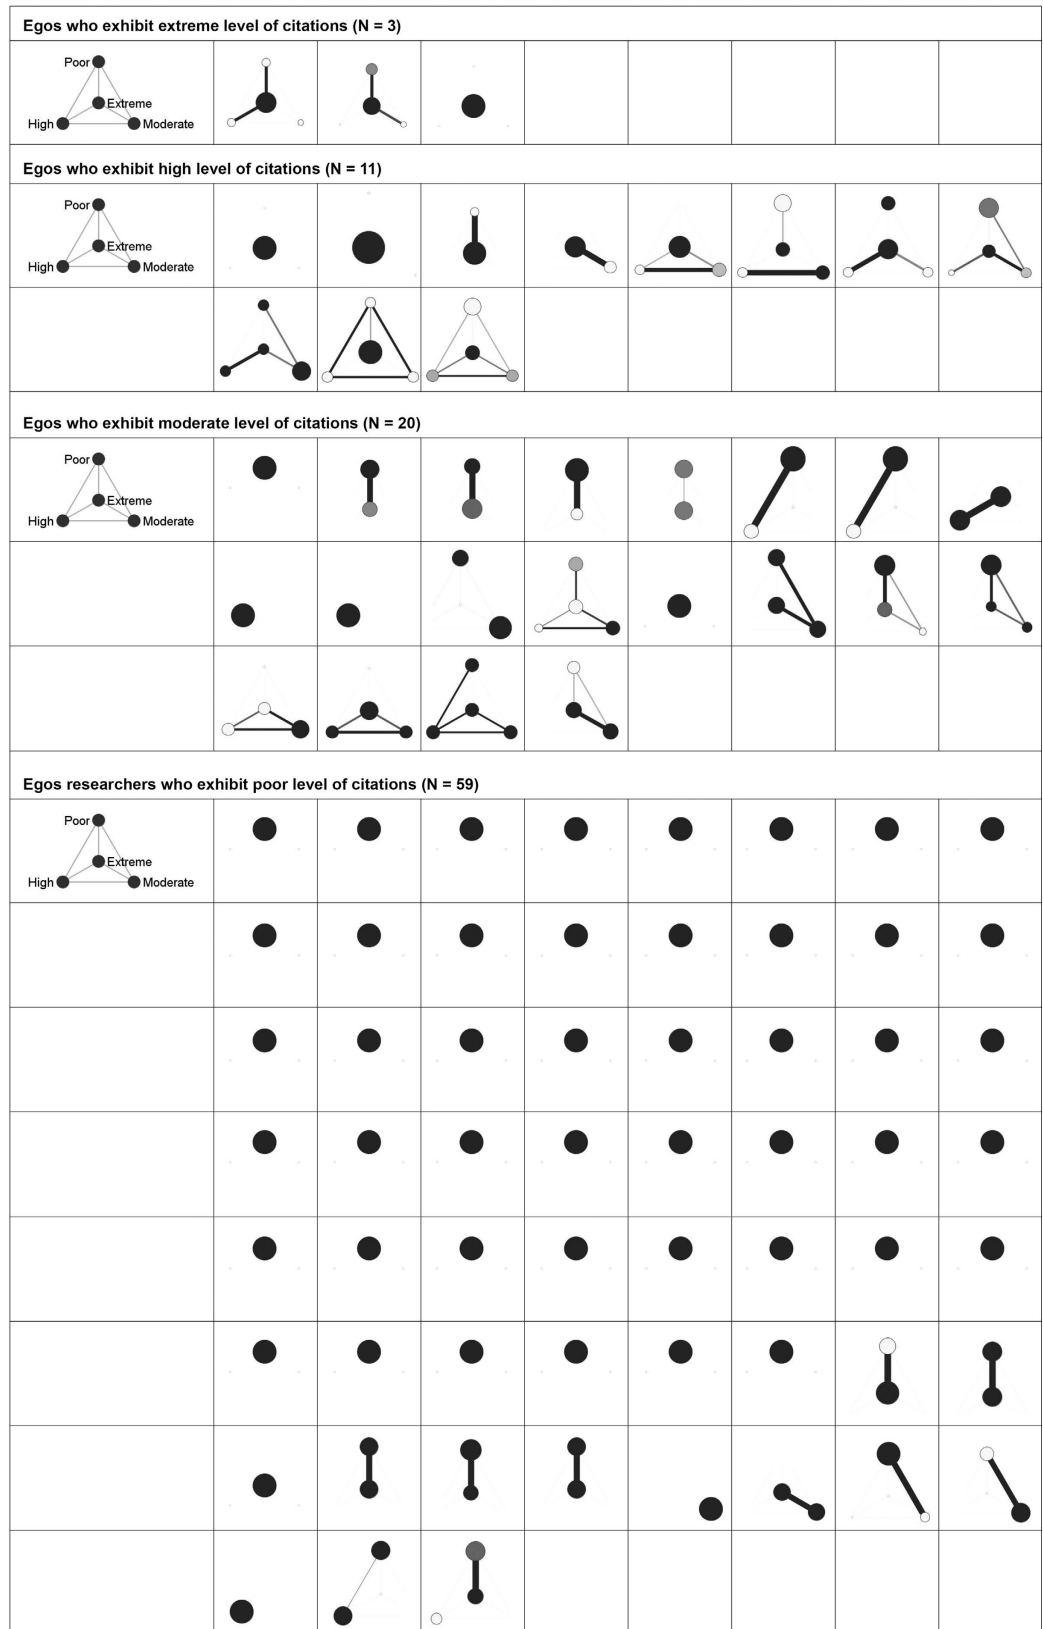 Egos who exhibit extreme level of citations (N = 3)
Poor
Extreme
High
Moderate
Egos who exhibit high level of citations (N = 11)
Poor
Extreme
High
Moderate
Egos who exhibit moderate level of citations (N = 20)
Poor
Extreme
High
Moderate
Egos researchers who exhibit poor level of citations (N = 59)
Poor
Extreme
High
Moderate